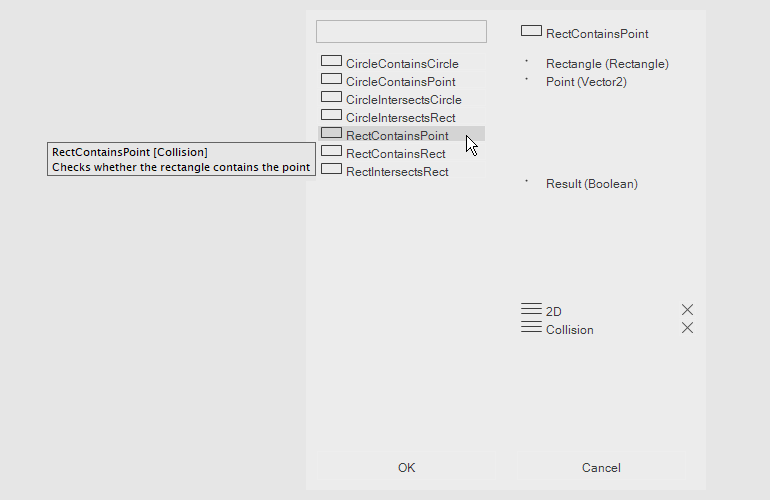 RectContainsPoint
CircleContainsCircle
CircleContainsPoint
CircleIntersectsCircle
CircleIntersectsRect
RectContainsPoint
RectContainsRect
RectIntersectsRect
RectContainsPoint [Collision]
Checks whether the rectangle contains the point
Rectangle (Rectangle)
Point (Vector2)
Result (Boolean)
2D
Collision
OK
Cancel